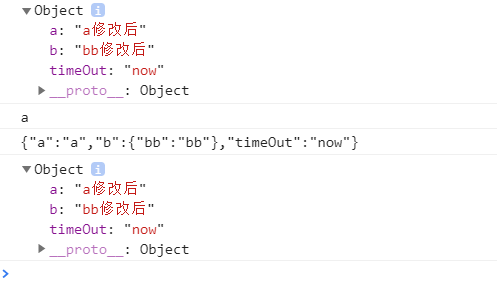 ▼Object i
a: "a修改后"
b: "bb修改后"
timeOut: "now"
▶__proto__: Object
a
{"a":"a","b":{"bb":"bb"},"timeOut":"now"}
▼Object i
a: "a修改后"
b: "bb修改后"
timeOut: "now"
▶__proto__: Object
>